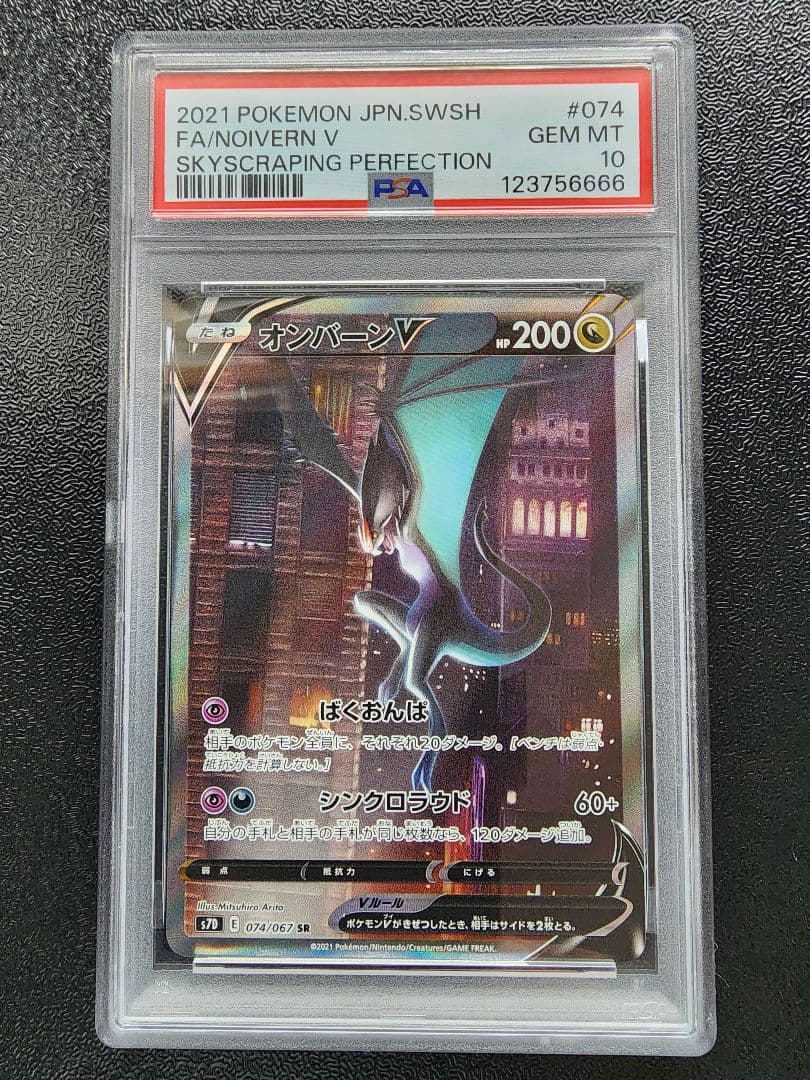 2021 POKEMON JPN.SWSH #074
FA/NOIVERN V GEM MT
SKYSCRAPING PERFECTION 10
PSA 123756666
たね オンバーンV HP 200
ばくおんぱ
相手のポケモン全員に、それぞれ20ダメージ。[ベンチは弱点・
抵抗力を計算しない。]
シンクロラウド 60+
自分の手札と相手の手札が同じ枚数なら、120ダメージ追加。
弱点 抵抗力 にげる
Illus.Mitsuhiro Arita
Vルール
s7D E 074/067 SR ポケモンVがきぜつしたとき、相手はサイドを2枚とる。
©2021 Pokémon/Nintendo/Creatures/GAME FREAK.